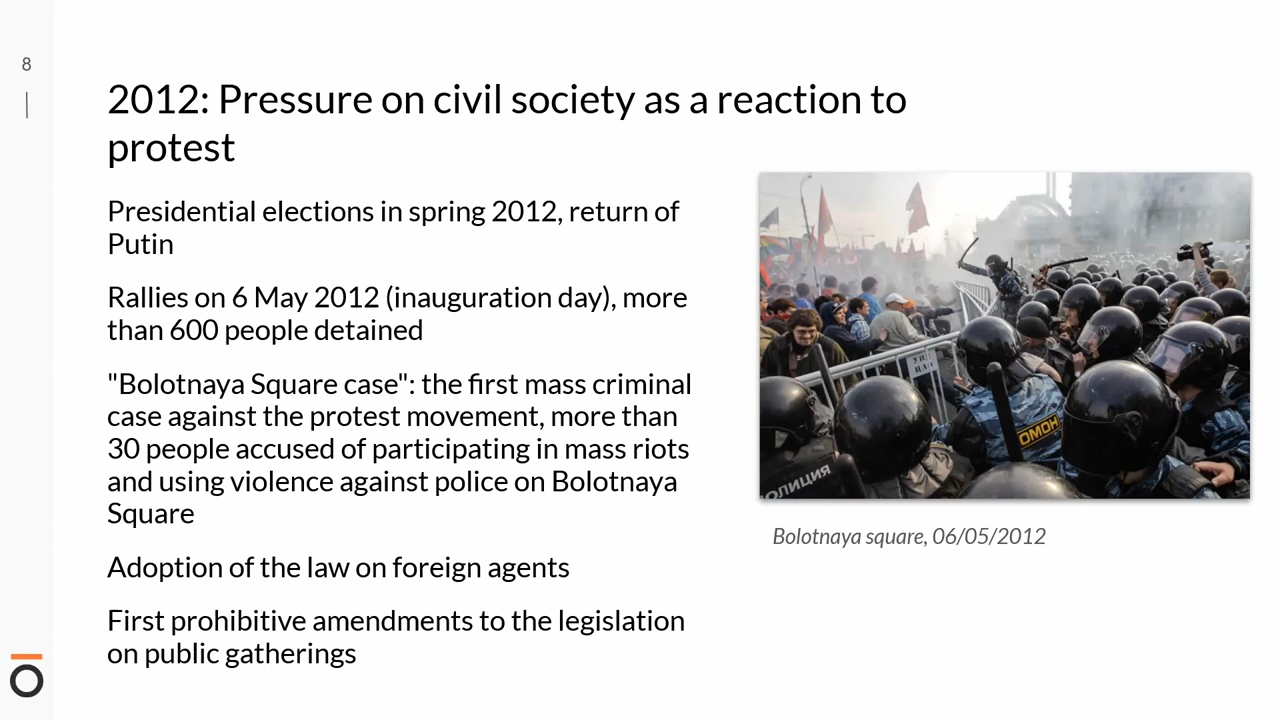 8
2012: Pressure on civil society as a reaction to
protest
Presidential elections in spring 2012, return of
Putin
Rallies on 6 May 2012 (inauguration day), more
than 600 people detained
"Bolotnaya Square case": the first mass criminal
case against the protest movement, more than
30 people accused of participating in mass riots
and using violence against police on Bolotnaya
Square
Adoption of the law on foreign agents
First prohibitive amendments to the legislation
on public gatherings
ОМОН
ПОЛИЦИЯ
Bolotnaya square, 06/05/2012